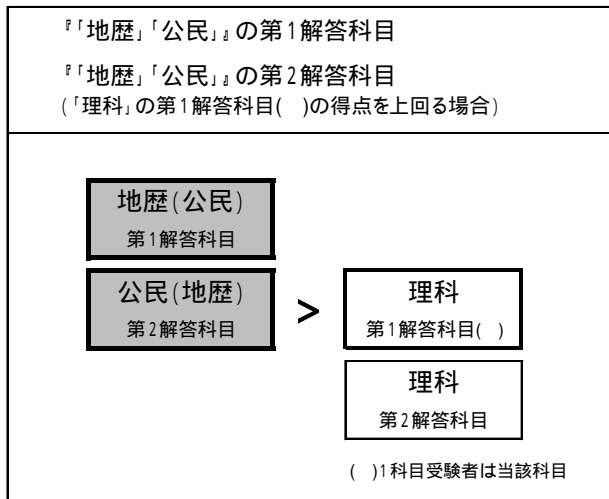 『「地歴」「公民」』の第1解答科目
『「地歴」「公民」』の第2解答科目
(「理科」の第1解答科目(　)の得点を上回る場合)
地歴(公民)
第1解答科目
公民(地歴)
第2解答科目
>
理科
第1解答科目(　)
理科
第2解答科目
(　)1科目受験者は当該科目